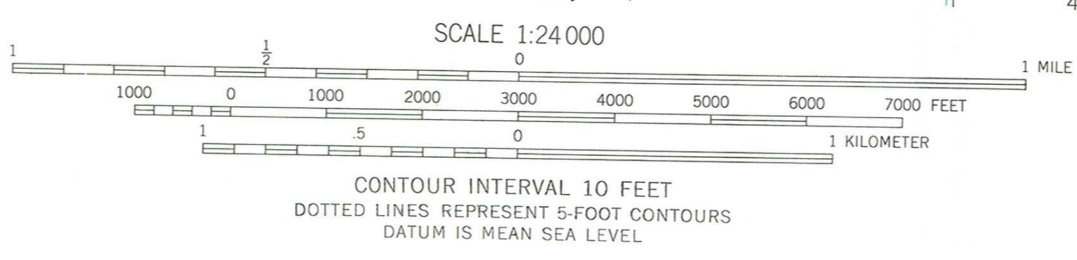 SCALE 1:24 000
1 ½ 0 1 MILE
1000 0 1000 2000 3000 4000 5000 6000 7000 FEET
1 .5 0 1 KILOMETER
CONTOUR INTERVAL 10 FEET
DOTTED LINES REPRESENT 5-FOOT CONTOURS
DATUM IS MEAN SEA LEVEL